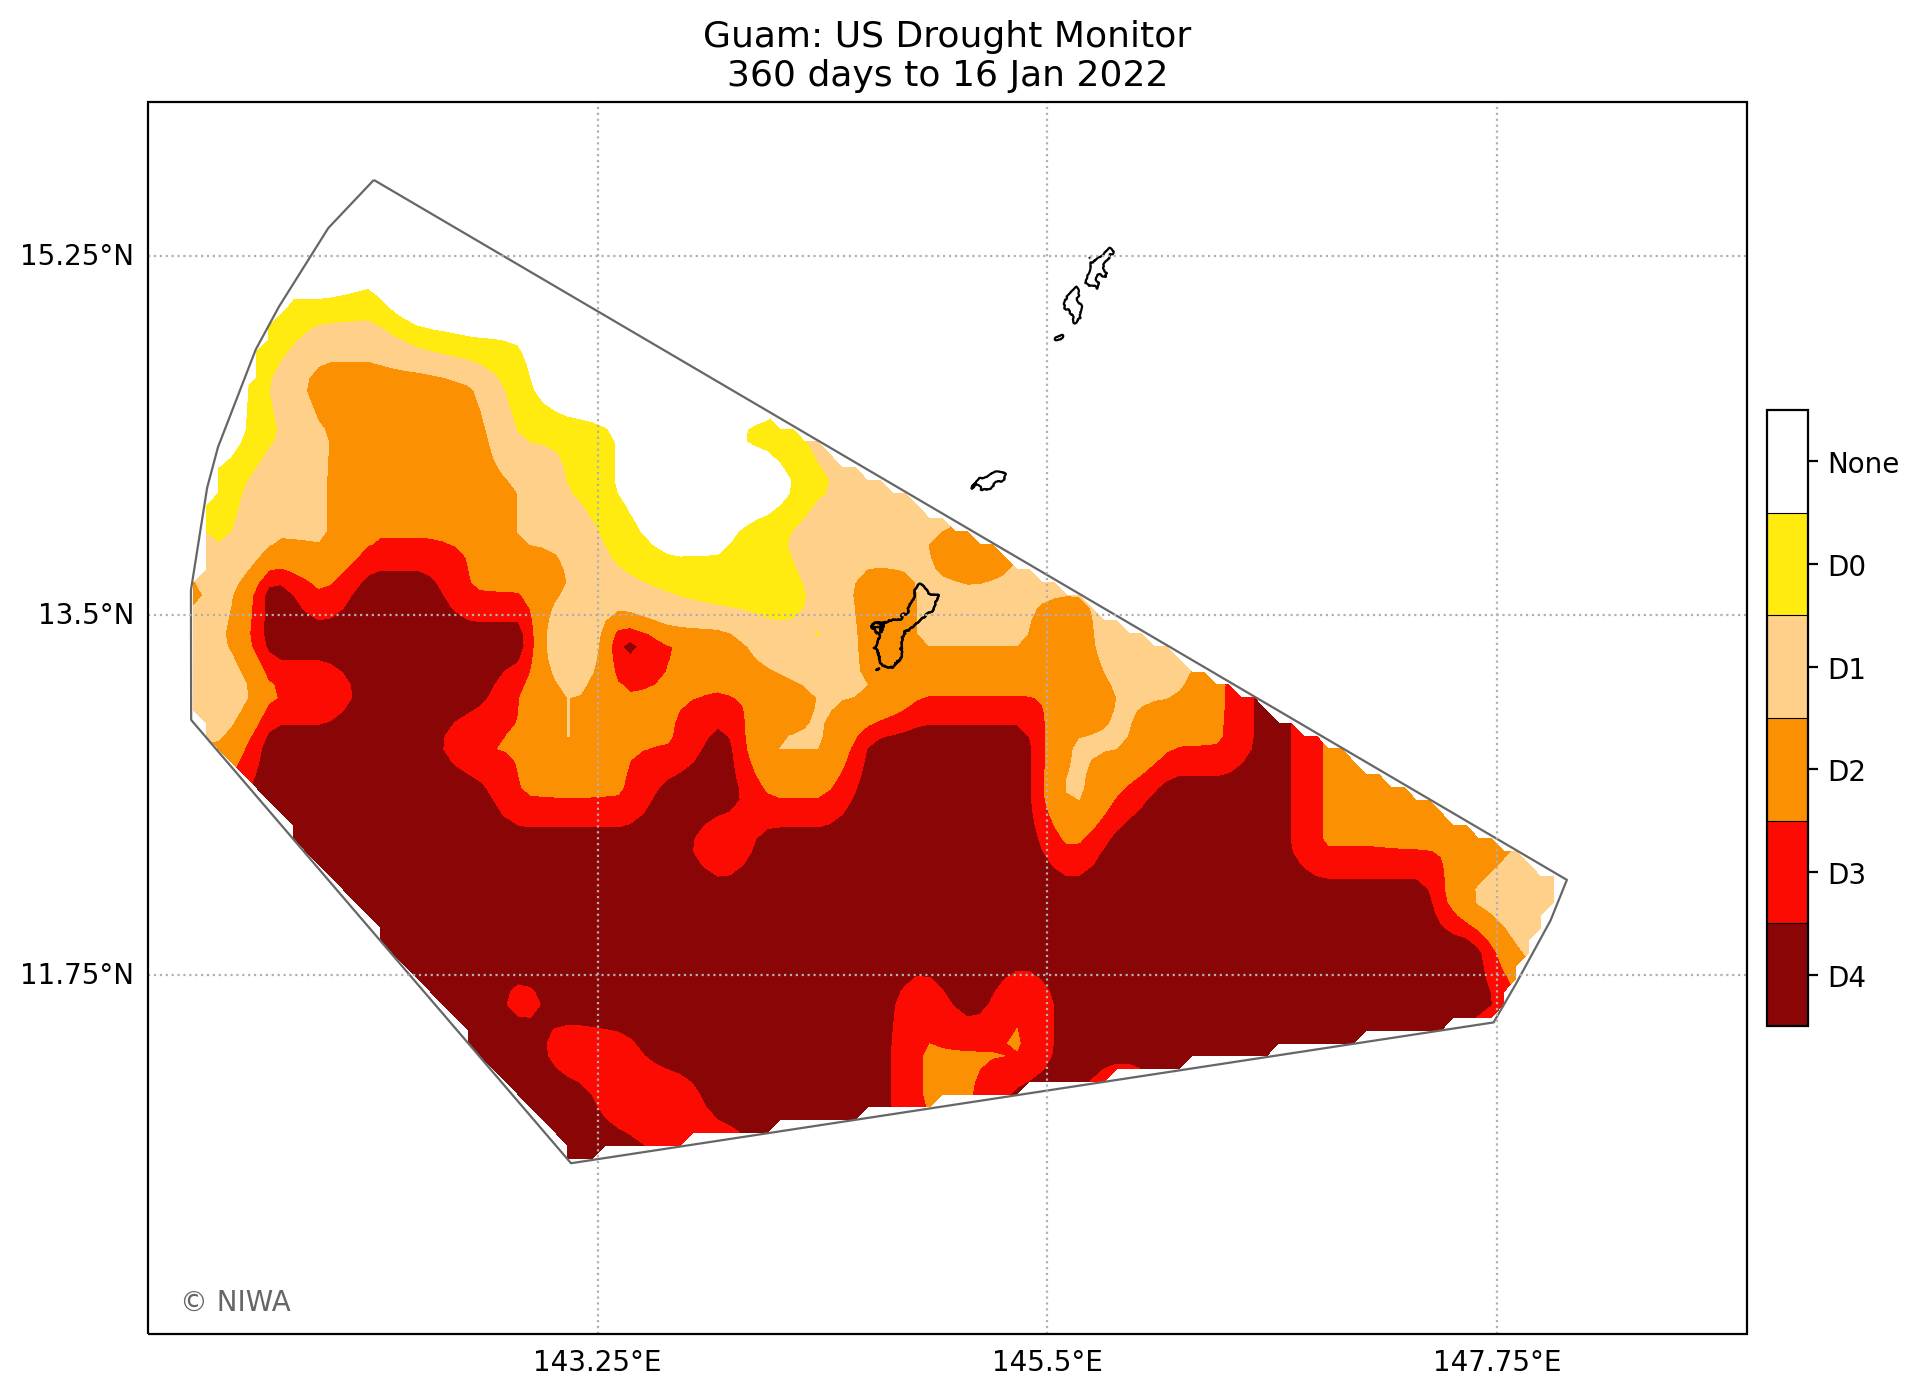 Guam: US Drought Monitor
360 days to 16 Jan 2022
15.25°N
13.5°N
11.75°N
143.25°E
145.5°E
147.75°E
None
D0
D1
D2
D3
D4
© NIWA